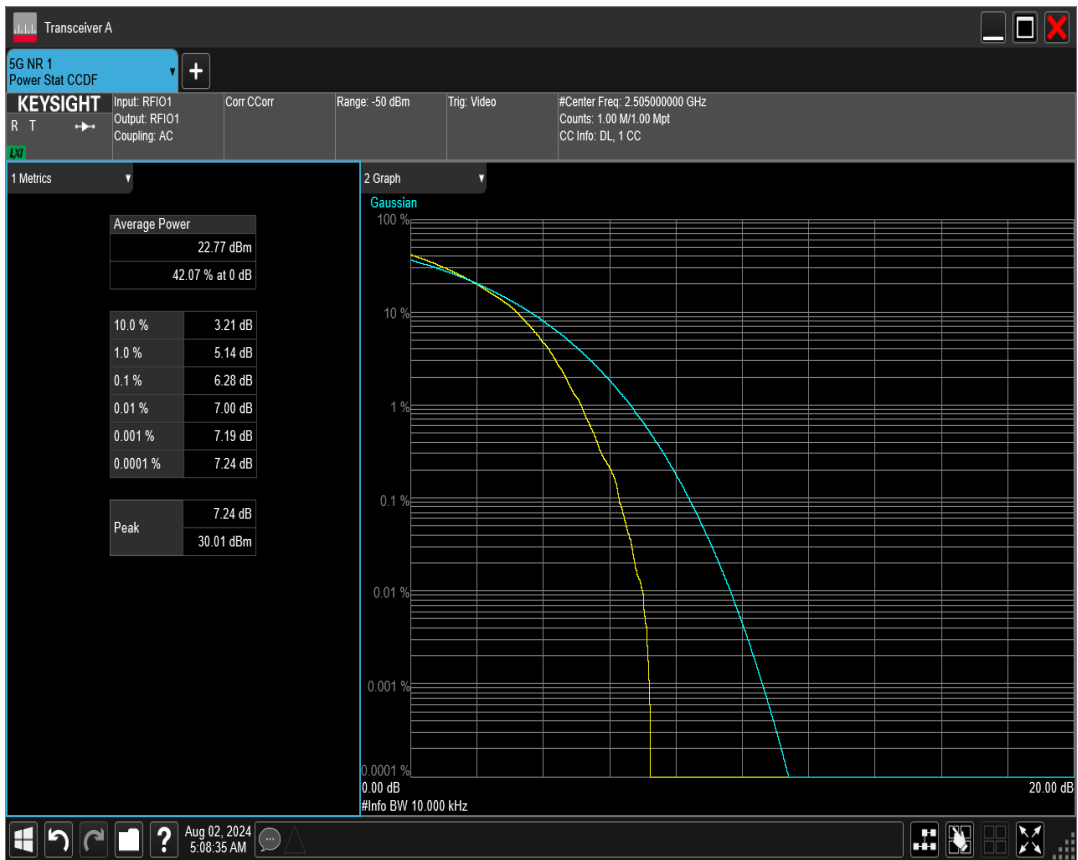 Transceiver A
5G NR 1
Power Stat CCDF
KEYSIGHT
R T
LXI
Input: RFIO1
Output: RFIO1
Coupling: AC
Corr CCorr
Range: -50 dBm
Trig: Video
#Center Freq: 2.505000000 GHz
Counts: 1.00 M/1.00 Mpt
CC Info: DL, 1 CC
1 Metrics
Average Power
22.77 dBm
42.07 % at 0 dB
10.0 % 3.21 dB
1.0 % 5.14 dB
0.1 % 6.28 dB
0.01 % 7.00 dB
0.001 % 7.19 dB
0.0001 % 7.24 dB
Peak 7.24 dB
30.01 dBm
2 Graph
Gaussian
100 %
10 %
1 %
0.1 %
0.01 %
0.001 %
0.0001 %
0.00 dB 20.00 dB
#Info BW 10.000 kHz
?
Aug 02, 2024
5:08:35 AM